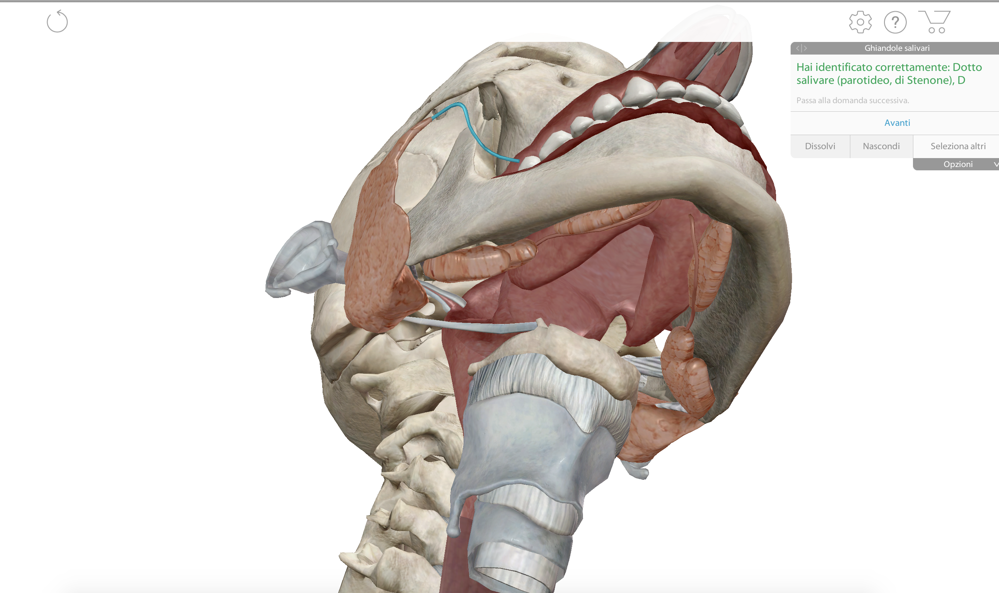 ?
Ghiandole salivari
Hai identificato correttamente: Dotto
salivare (parotideo, di Stenone), D
Passa alla domanda successiva.
Avanti
Dissolvi
Nascondi
Seleziona altri
Opzioni